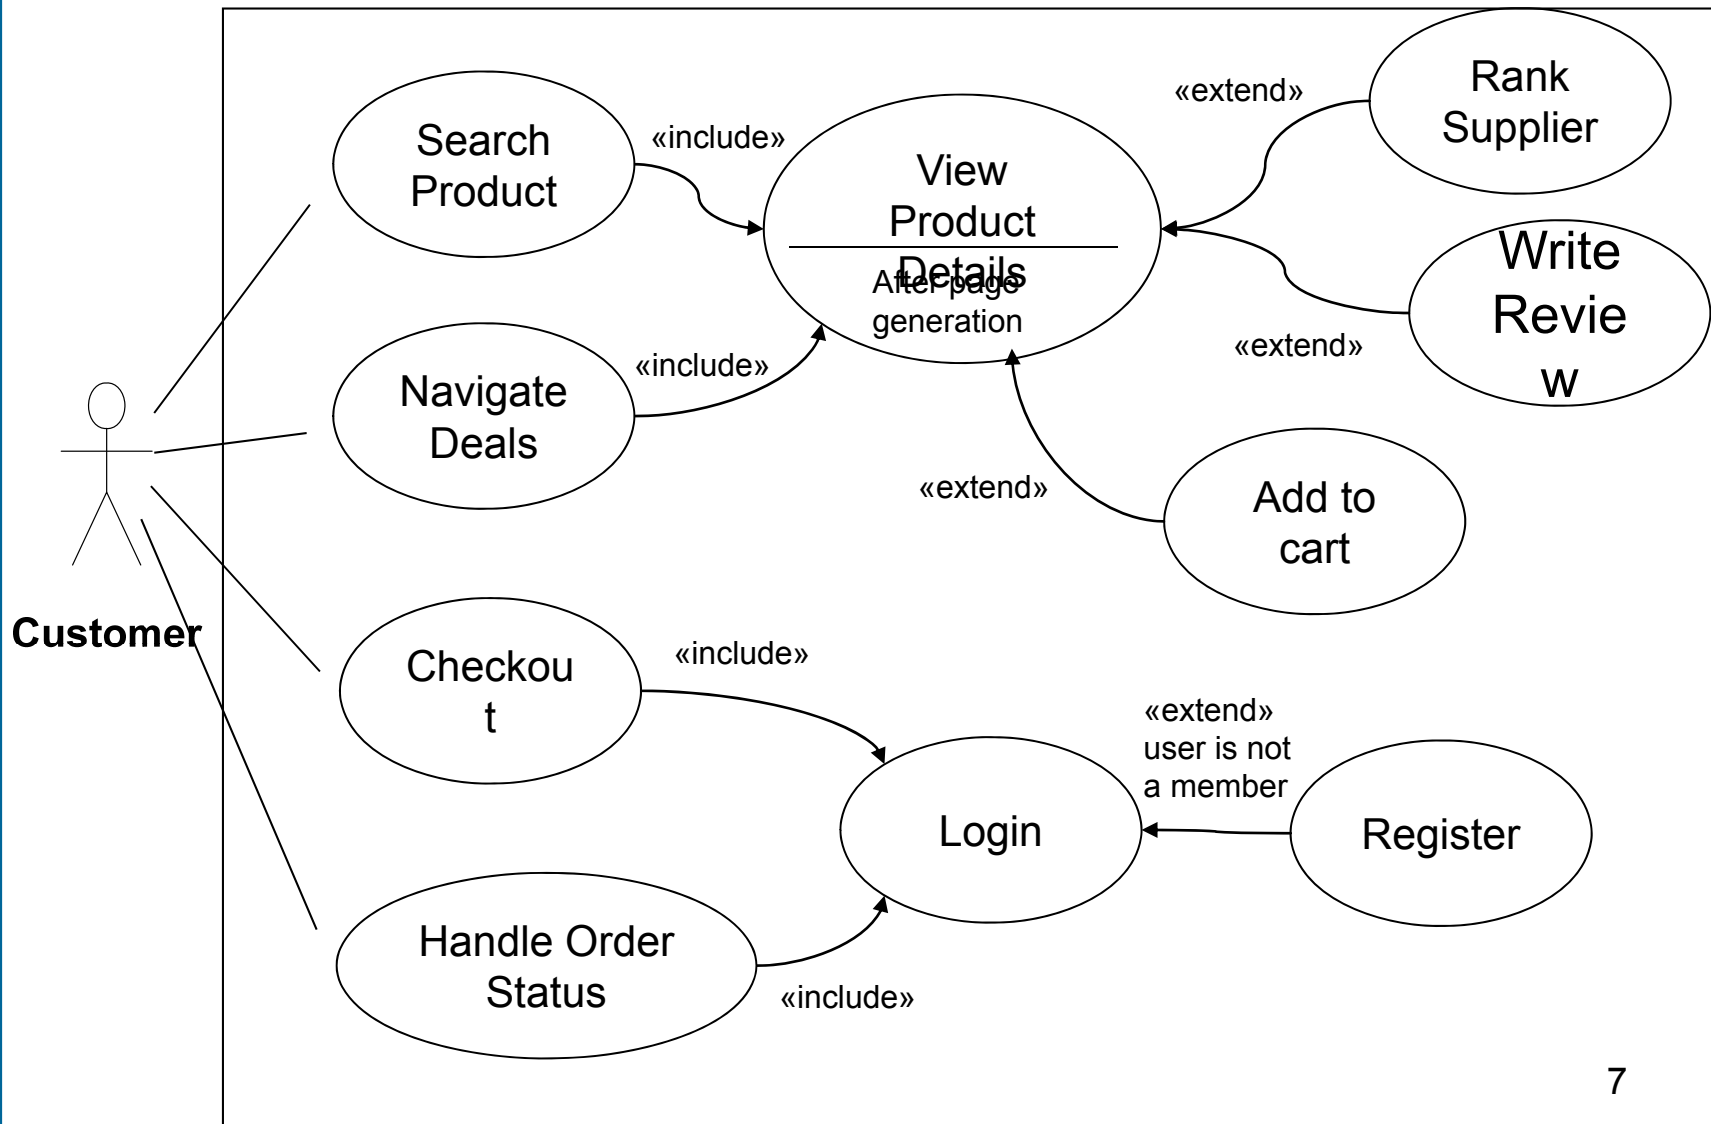 Search
Product
«include»
View
Product
Details
After page
generation
«extend»
Rank
Supplier
Write
Revie
w
«extend»
Navigate
Deals
«include»
«extend»
Add to
cart
Customer
Checkou
t
«include»
Login
«extend»
user is not
a member
Register
Handle Order
Status
«include»
7